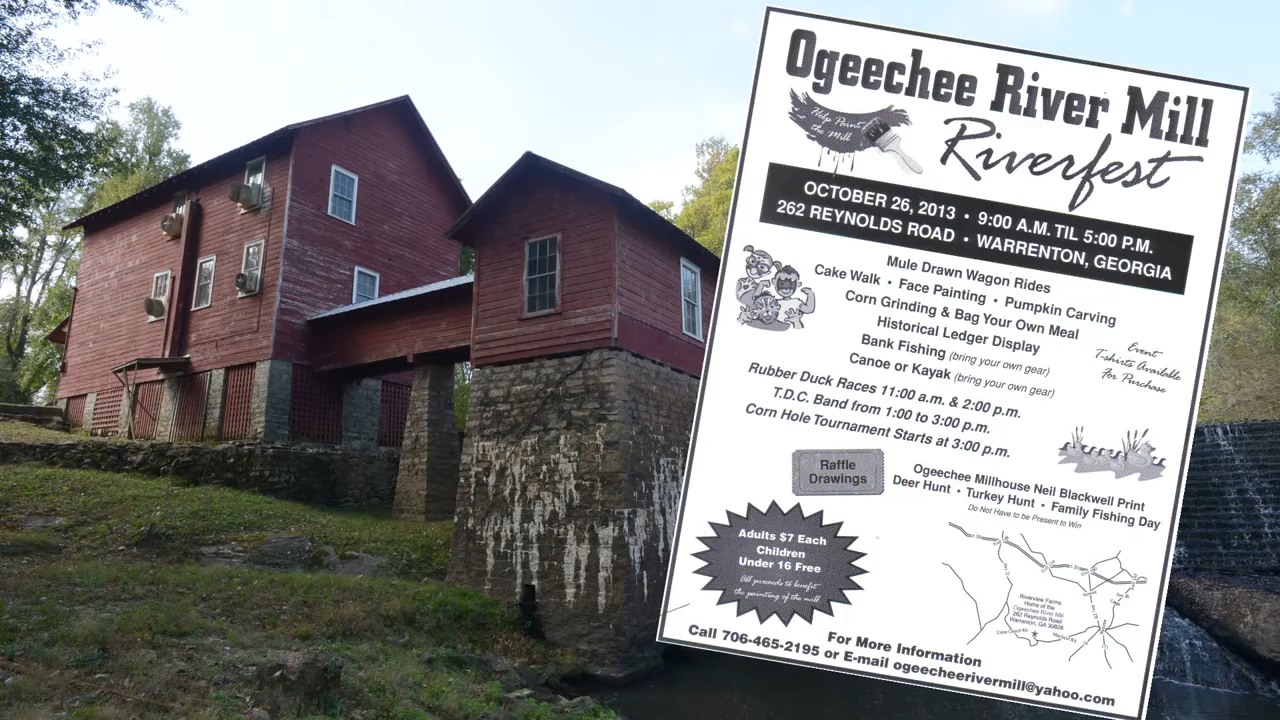 Ogeechee River Mill
Help Paint
the Mill
Riverfest
OCTOBER 26, 2013 • 9:00 A.M. TIL 5:00 P.M.
262 REYNOLDS ROAD • WARRENTON, GEORGIA
Mule Drawn Wagon Rides
Cake Walk • Face Painting • Pumpkin Carving
Corn Grinding & Bag Your Own Meal
Historical Ledger Display
Bank Fishing (bring your own gear)
Canoe or Kayak (bring your own gear)
Event
T-shirts Available
For Purchase
Rubber Duck Races 11:00 a.m. & 2:00 p.m.
T.D.C. Band from 1:00 to 3:00 p.m.
Corn Hole Tournament Starts at 3:00 p.m.
Raffle
Drawings
Ogeechee Millhouse Neil Blackwell Print
Deer Hunt • Turkey Hunt • Family Fishing Day
Do Not Have to be Present to Win
Adults $7 Each
Children
Under 16 Free
All proceeds to benefit
the painting of the mill
Riverview Farms
Home of the
Ogeechee River Mill
262 Reynolds Road
Warrenton, GA 30828
For More Information
Call 706-465-2195 or E-mail ogeecheerivermill@yahoo.com